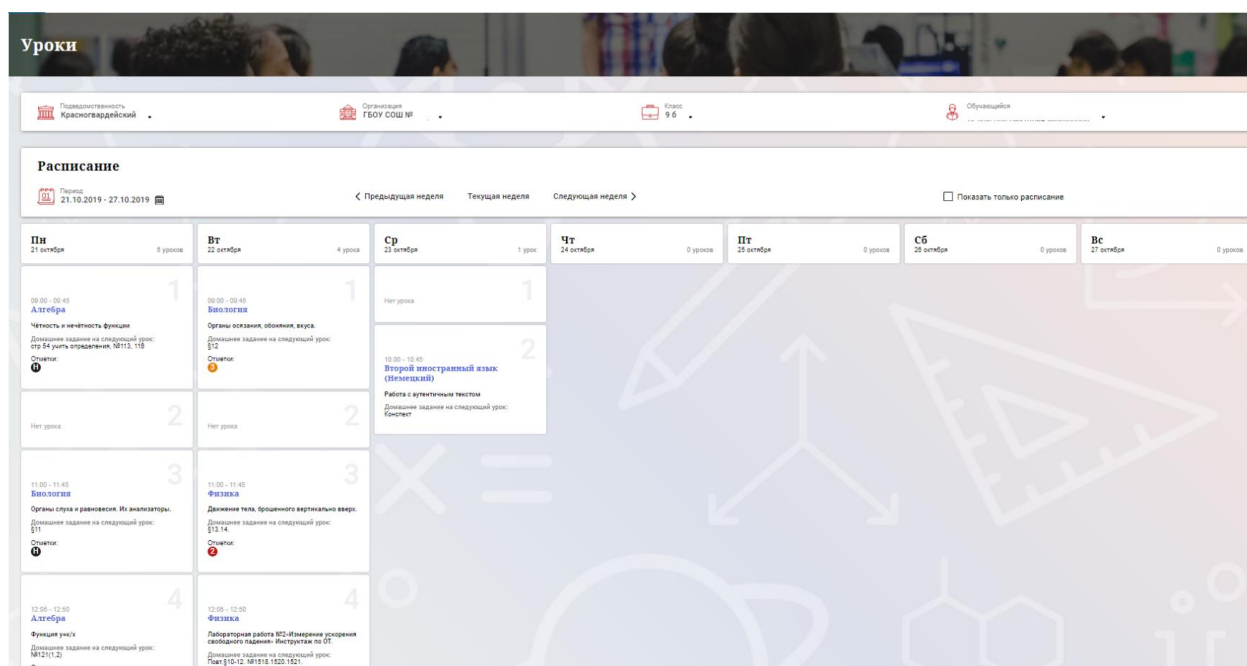 Уроки
Подведомственность
Красногвардейский
Организация
ГБОУ СОШ №
Класс
9 б
Обучающийся
Расписание
Период
21.10.2019 - 27.10.2019
Предыдущая неделя
Текущая неделя
Следующая неделя
Показать только расписание
Пн
21 октября
5 уроков
Вт
22 октября
4 урока
Ср
23 октября
1 урок
Чт
24 октября
0 уроков
Пт
25 октября
0 уроков
Сб
26 октября
0 уроков
Вс
27 октября
0 уроков
1
09:00 - 09:45
Алгебра
Чётность и нечётность функции
Домашнее задание на следующий урок:
стр 54 учить определения, №113, 116
Отметки:
Н
2
Нет урока
3
11:00 - 11:45
Биология
Органы слуха и равновесия. Их анализаторы.
Домашнее задание на следующий урок:
§11
Отметки:
Н
4
12:05 - 12:50
Алгебра
Функция y=к/х
Домашнее задание на следующий урок:
№121(1,2)
1
09:00 - 09:45
Биология
Органы осязания, обоняния, вкуса.
Домашнее задание на следующий урок:
§12
Отметки:
3
2
Нет урока
3
11:00 - 11:45
Физика
Движение тела, брошенного вертикально вверх.
Домашнее задание на следующий урок:
§13.14.
Отметки:
2
4
12:05 - 12:50
Физика
Лабораторная работа №2«Измерение ускорения
свободного падения» Инструктаж по ОТ.
Домашнее задание на следующий урок:
Повт.§10-12. №1518.1520.1521.
1
Нет урока
2
10:00 - 10:45
Второй иностранный язык
(Немецкий)
Работа с аутентичным текстом
Домашнее задание на следующий урок:
Конспект